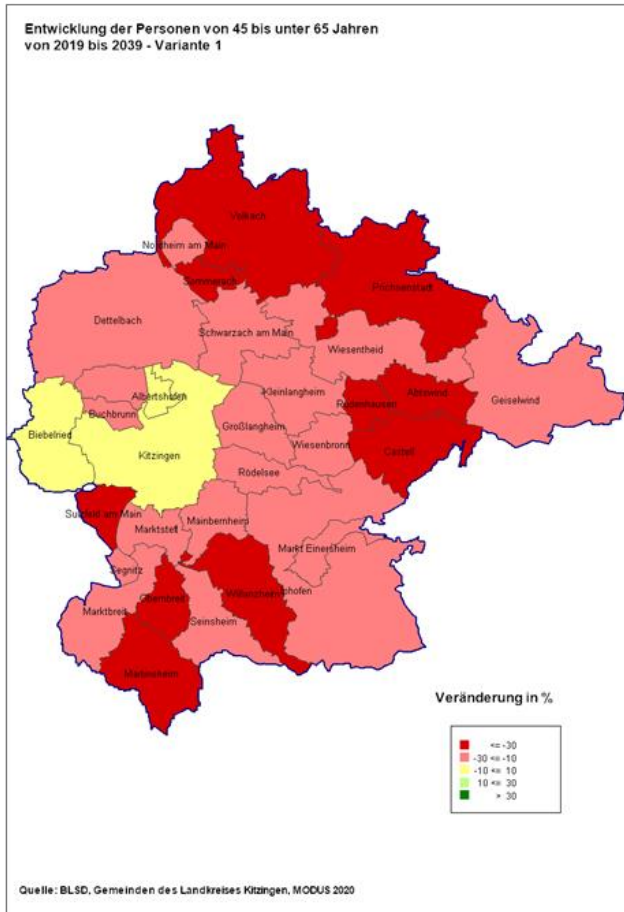 Entwicklung der Personen von 45 bis unter 65 Jahren
von 2019 bis 2039 - Variante 1
Volkach
Nordheim am Main
Sommerach
Prichsenstadt
Dettelbach
Schwarzach am Main
Wiesentheid
Kleinlangheim
Abtswind
Geiselwind
Albertshofen
Rüdenhausen
Buchbrunn
Großlangheim
Biebelried
Wiesenbronn
Castell
Kitzingen
Rödelsee
Sulzfeld am Main
Mainbernheim
Marktstef
Markt Einersheim
Segnitz
Willanzheim
Iphofen
Obernbreit
Marktbreit
Seinsheim
Martinsheim
Veränderung in %
<= -30
-30 <= -10
-10 <= 10
10 <= 30
> 30
Quelle: BLSD, Gemeinden des Landkreises Kitzingen, MODUS 2020